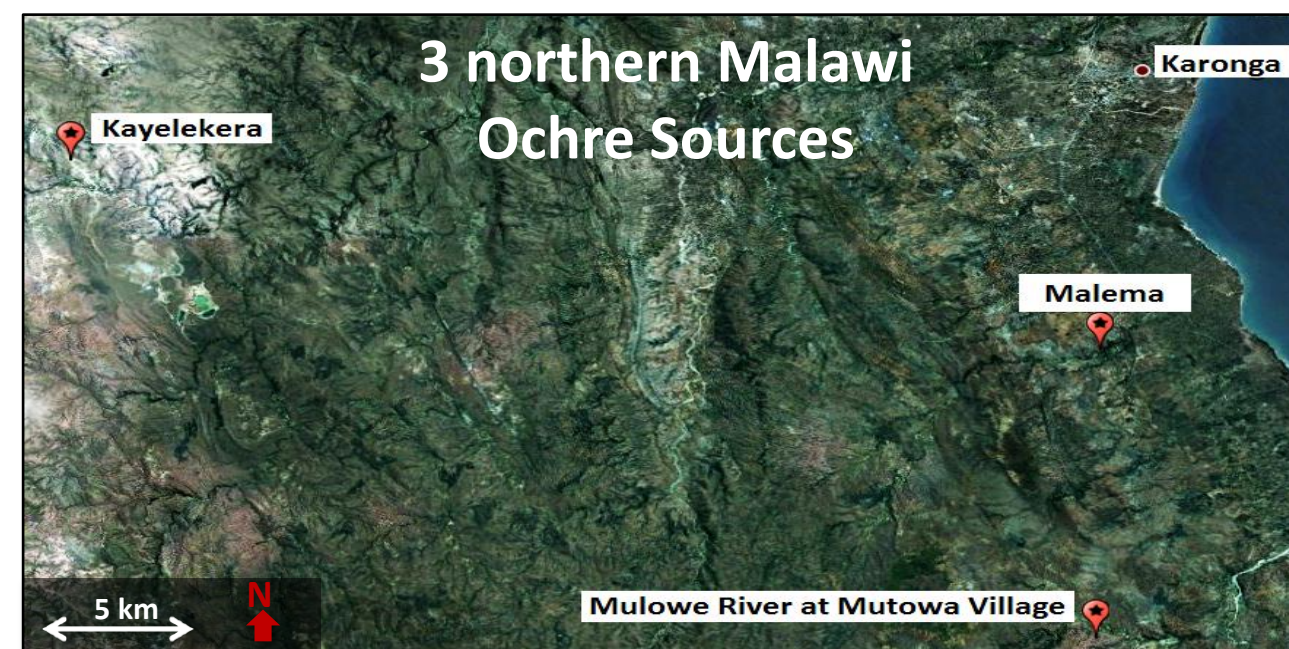 3 northern Malawi
Ochre Sources
Karonga
Kayelekera
Malema
Mulowe River at Mutowa Village
5 km
N